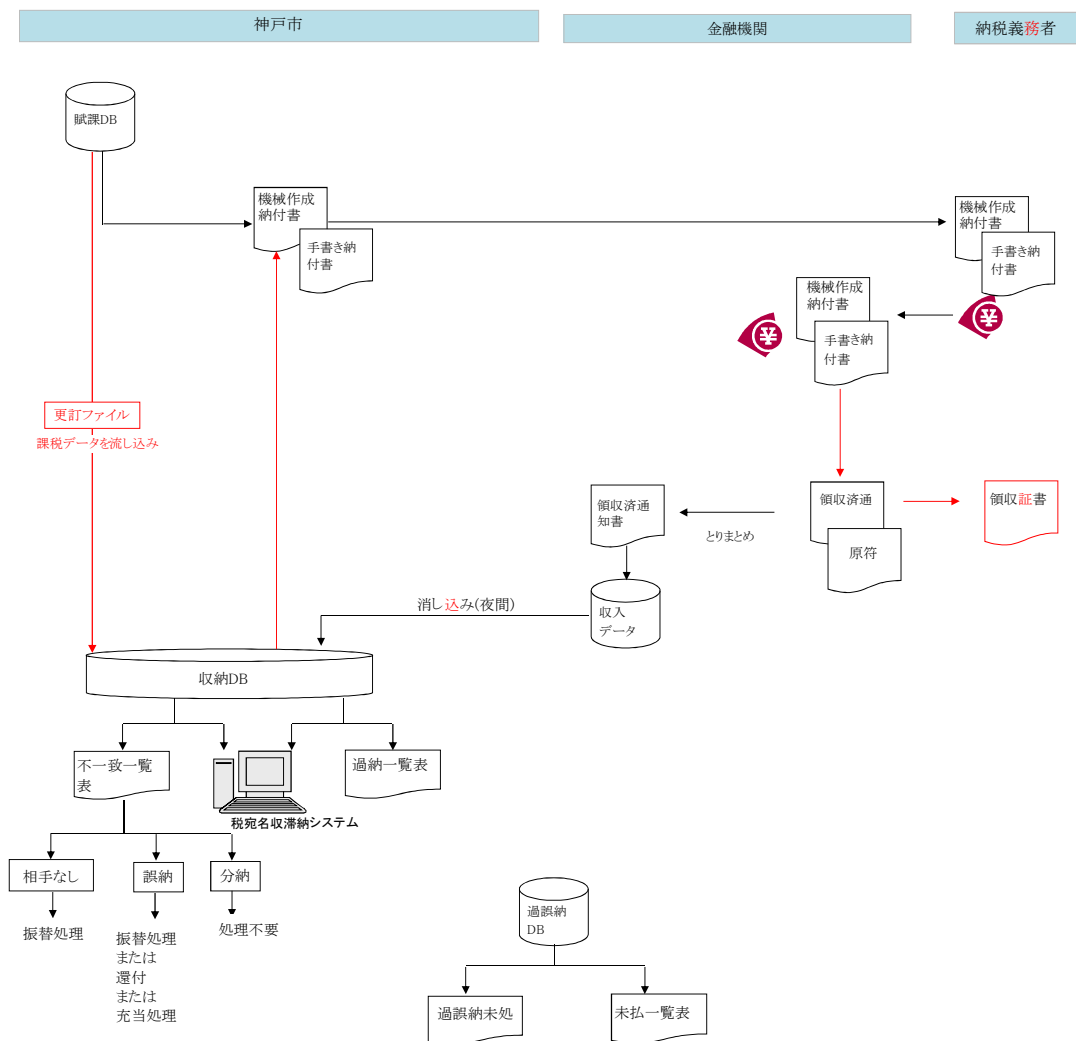 神戸市
金融機関
納税義務者
賦課DB
機械作成
納付書
手書き納
付書
機械作成
納付書
手書き納
付書
機械作成
納付書
手書き納
付書
更訂ファイル
課税データを流し込み
領収済通
知書
とりまとめ
領収済通
原符
領収証書
消し込み(夜間)
収入
データ
収納DB
不一致一覧
表
税宛名収滞納システム
過納一覧表
相手なし
誤納
分納
振替処理
振替処理
または
還付
または
充当処理
処理不要
過誤納
DB
過誤納未処
未払一覧表